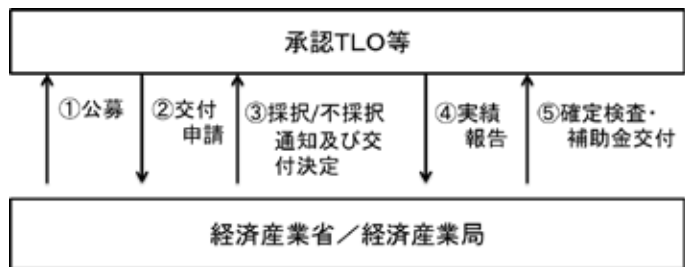 承認TLO等
①公募
②交付
申請
③採択/不採択
通知及び交
付決定
④実績
報告
⑤確定検査・
補助金交付
経済産業省／経済産業局